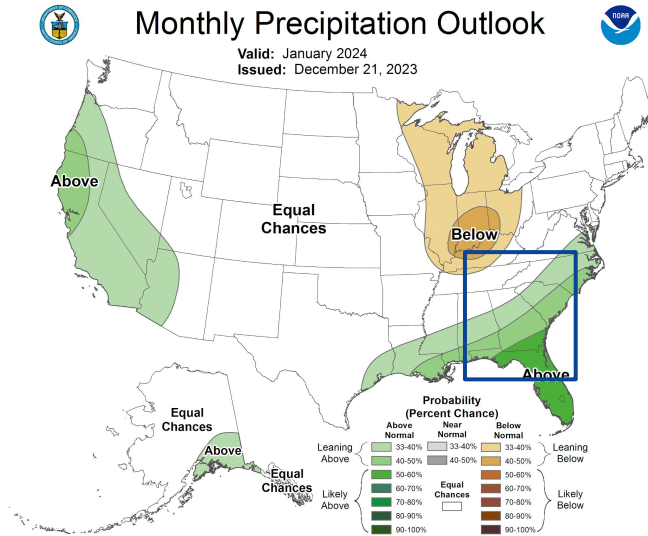 NOAA
Monthly Precipitation Outlook
Valid: January 2024
Issued: December 21, 2023
Above
Equal
Chances
Below
Above
Equal
Chances
Above
Equal
Chances
Probability
(Percent Chance)
Above
Normal
Near
Normal
Below
Normal
Leaning
Above
33-40%
40-50%
33-40%
40-50%
33-40%
40-50%
Leaning
Below
Likely
Above
50-60%
60-70%
70-80%
80-90%
90-100%
Equal
Chances
50-60%
60-70%
70-80%
80-90%
90-100%
Likely
Below